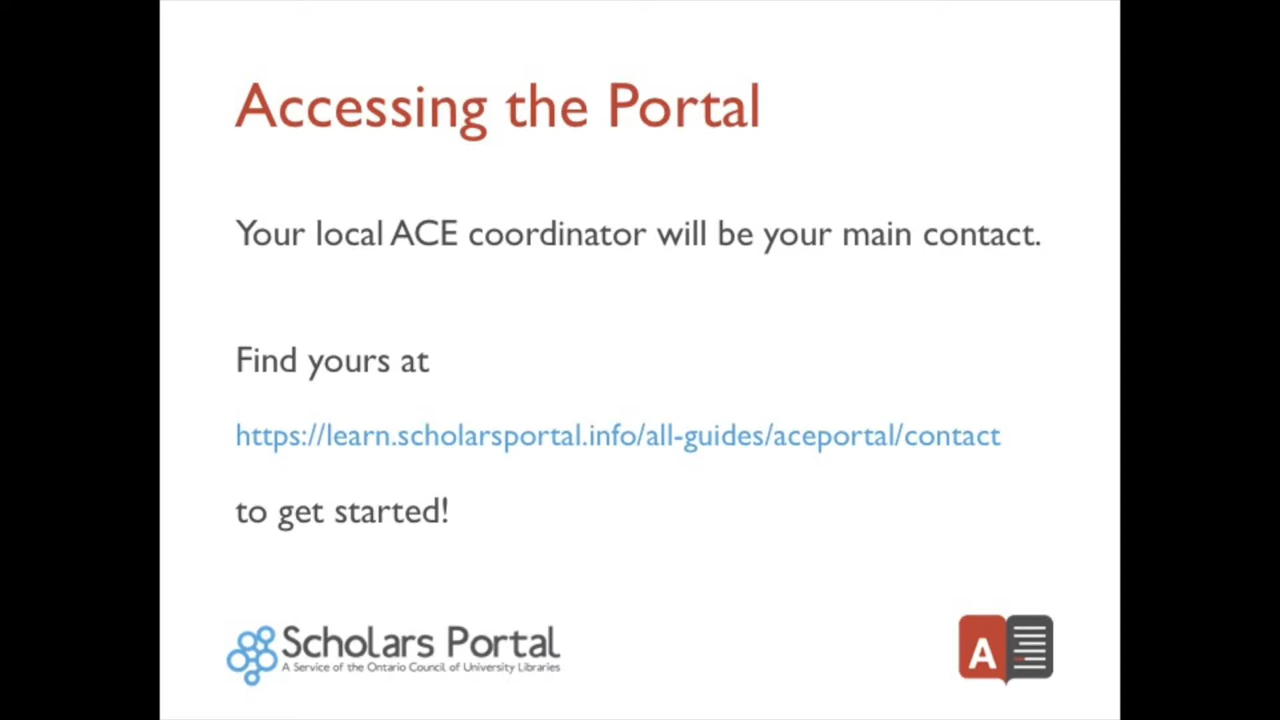 Accessing the Portal
Your local ACE coordinator will be your main contact.
Find yours at
https://learn.scholarsportal.info/all-guides/aceportal/contact
to get started!
Scholars Portal
A Service of the Ontario Council of University Libraries
A